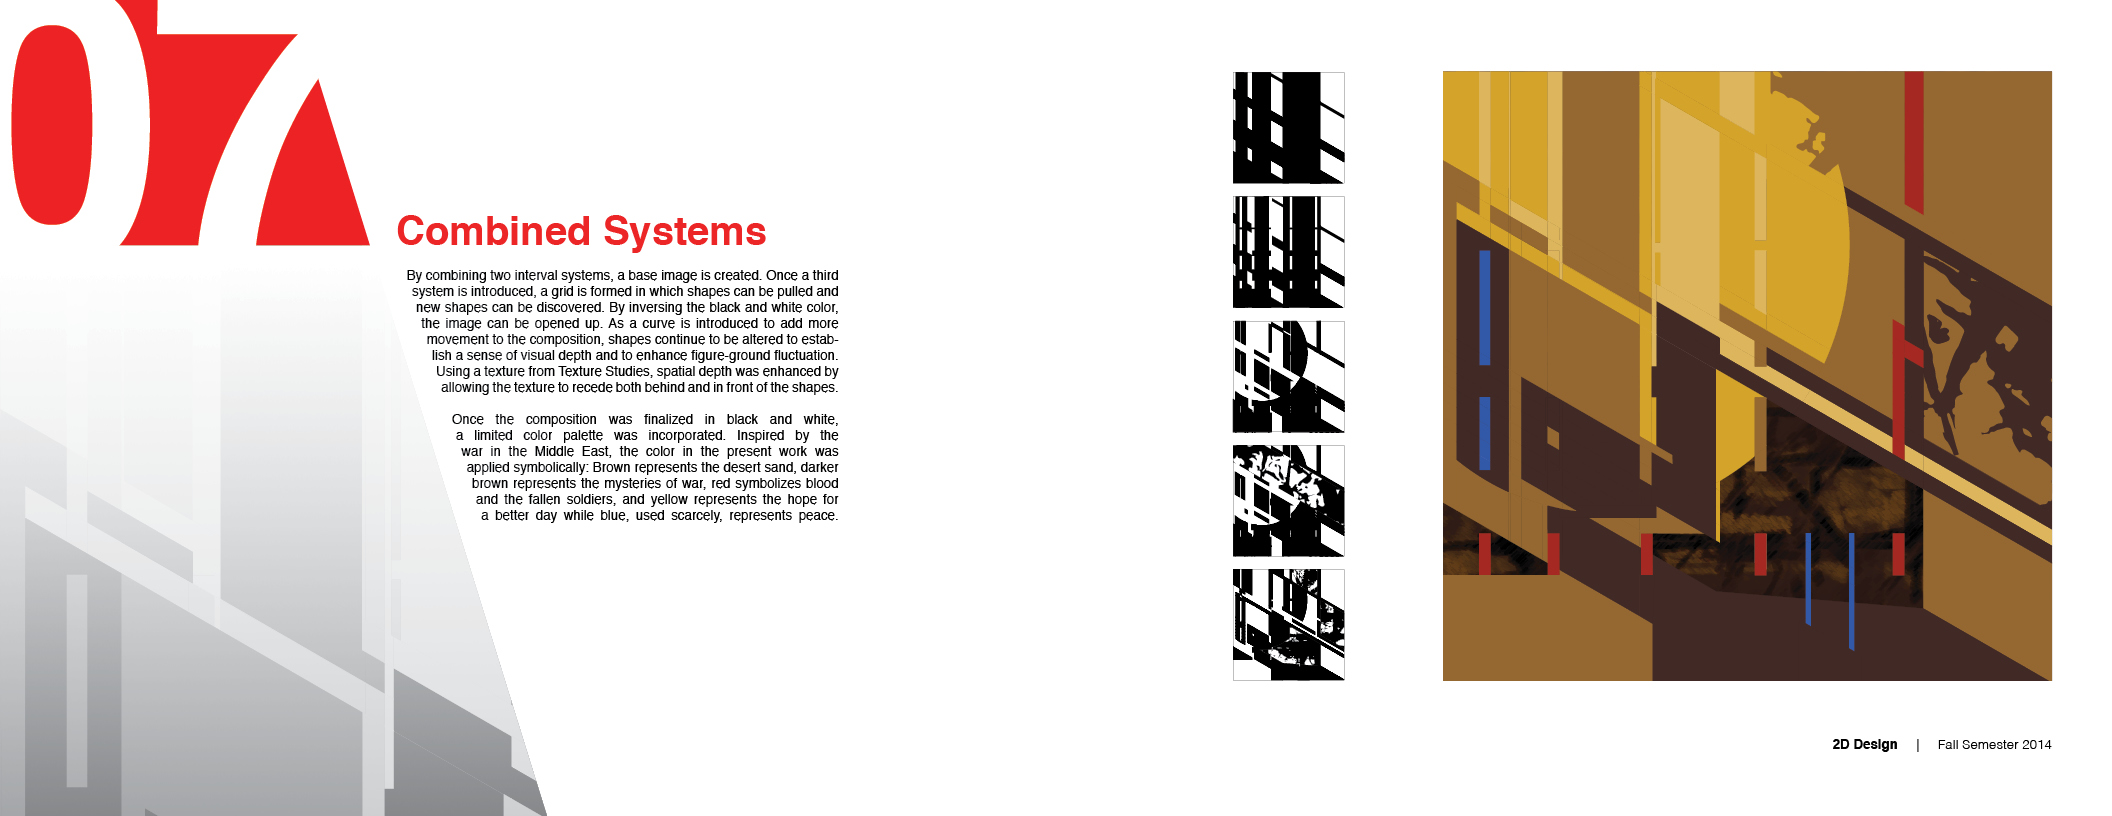 07
Combined Systems
By combining two interval systems, a base image is created. Once a third
system is introduced, a grid is formed in which shapes can be pulled and
new shapes can be discovered. By inversing the black and white color,
the image can be opened up. As a curve is introduced to add more
movement to the composition, shapes continue to be altered to estab-
lish a sense of visual depth and to enhance figure-ground fluctuation.
Using a texture from Texture Studies, spatial depth was enhanced by
allowing the texture to recede both behind and in front of the shapes.
Once the composition was finalized in black and white,
a limited color palette was incorporated. Inspired by the
war in the Middle East, the color in the present work was
applied symbolically: Brown represents the desert sand, darker
brown represents the mysteries of war, red symbolizes blood
and the fallen soldiers, and yellow represents the hope for
a better day while blue, used scarcely, represents peace.
2D Design | Fall Semester 2014